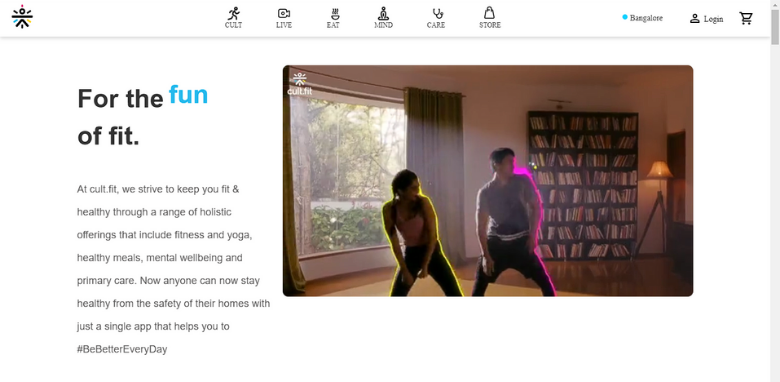 CULT
LIVE
EAT
MIND
CARE
STORE
Bangalore
Login
For the fun
of fit.
At cult.fit, we strive to keep you fit &
healthy through a range of holistic
offerings that include fitness and yoga,
healthy meals, mental wellbeing and
primary care. Now anyone can now stay
healthy from the safety of their homes with
just a single app that helps you to
#BeBetterEveryDay
cult.fit